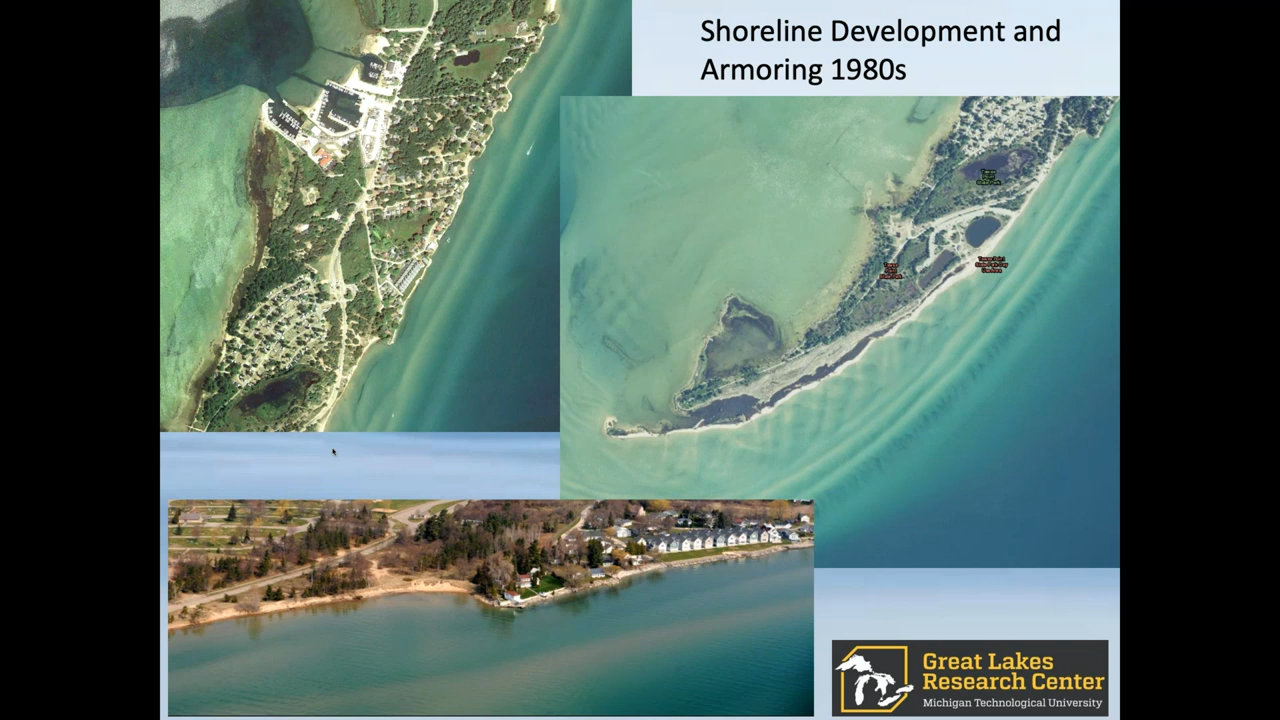 Shoreline Development and
Armoring 1980s
Great Lakes
Research Center
Michigan Technological University